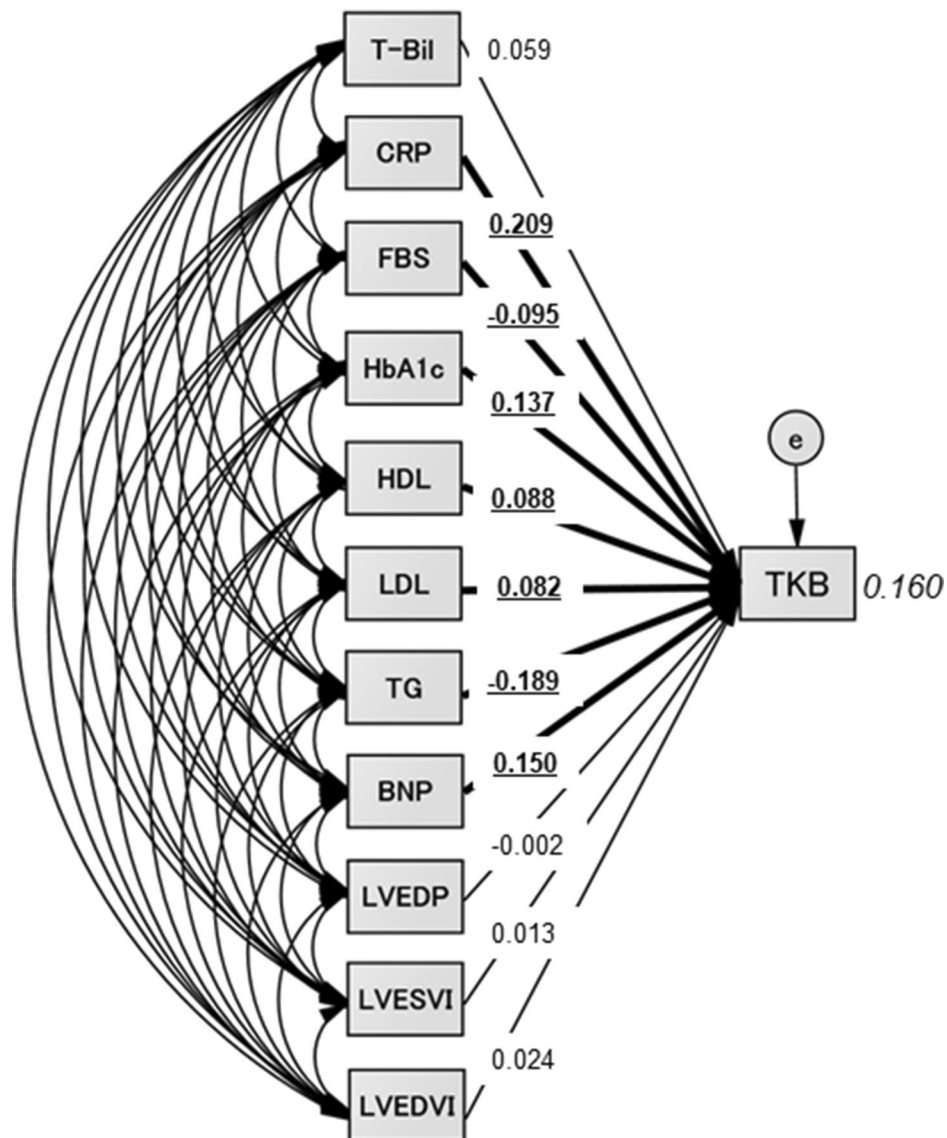 T-Bil
0.059
CRP
0.209
FBS
-0.095
HbA1c
0.137
HDL
0.088
LDL
0.082
TG
-0.189
BNP
0.150
LVEDP
-0.002
LVESVI
0.013
LVEDVI
0.024
e
TKB 0.160